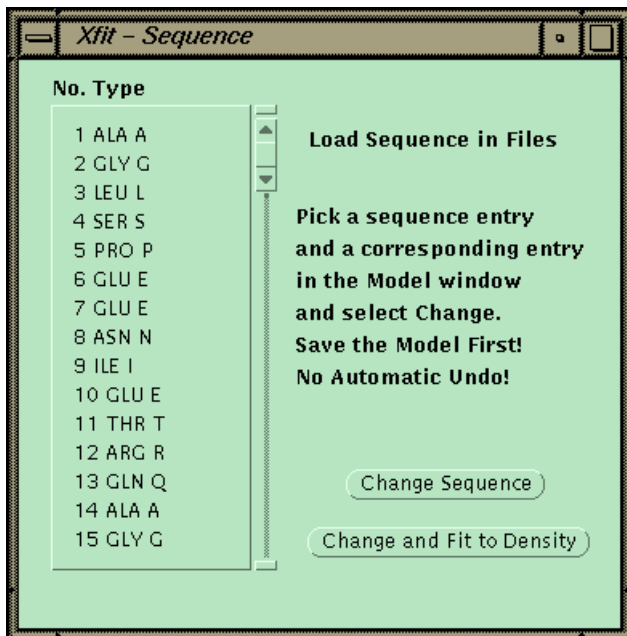 Xfit – Sequence
No. Type
1 ALA A
2 GLY G
3 LEU L
4 SER S
5 PRO P
6 GLU E
7 GLU E
8 ASN N
9 ILE I
10 GLU E
11 THR T
12 ARG R
13 GLN Q
14 ALA A
15 GLY G
Load Sequence in Files
Pick a sequence entry
and a corresponding entry
in the Model window
and select Change.
Save the Model First!
No Automatic Undo!
Change Sequence
Change and Fit to Density